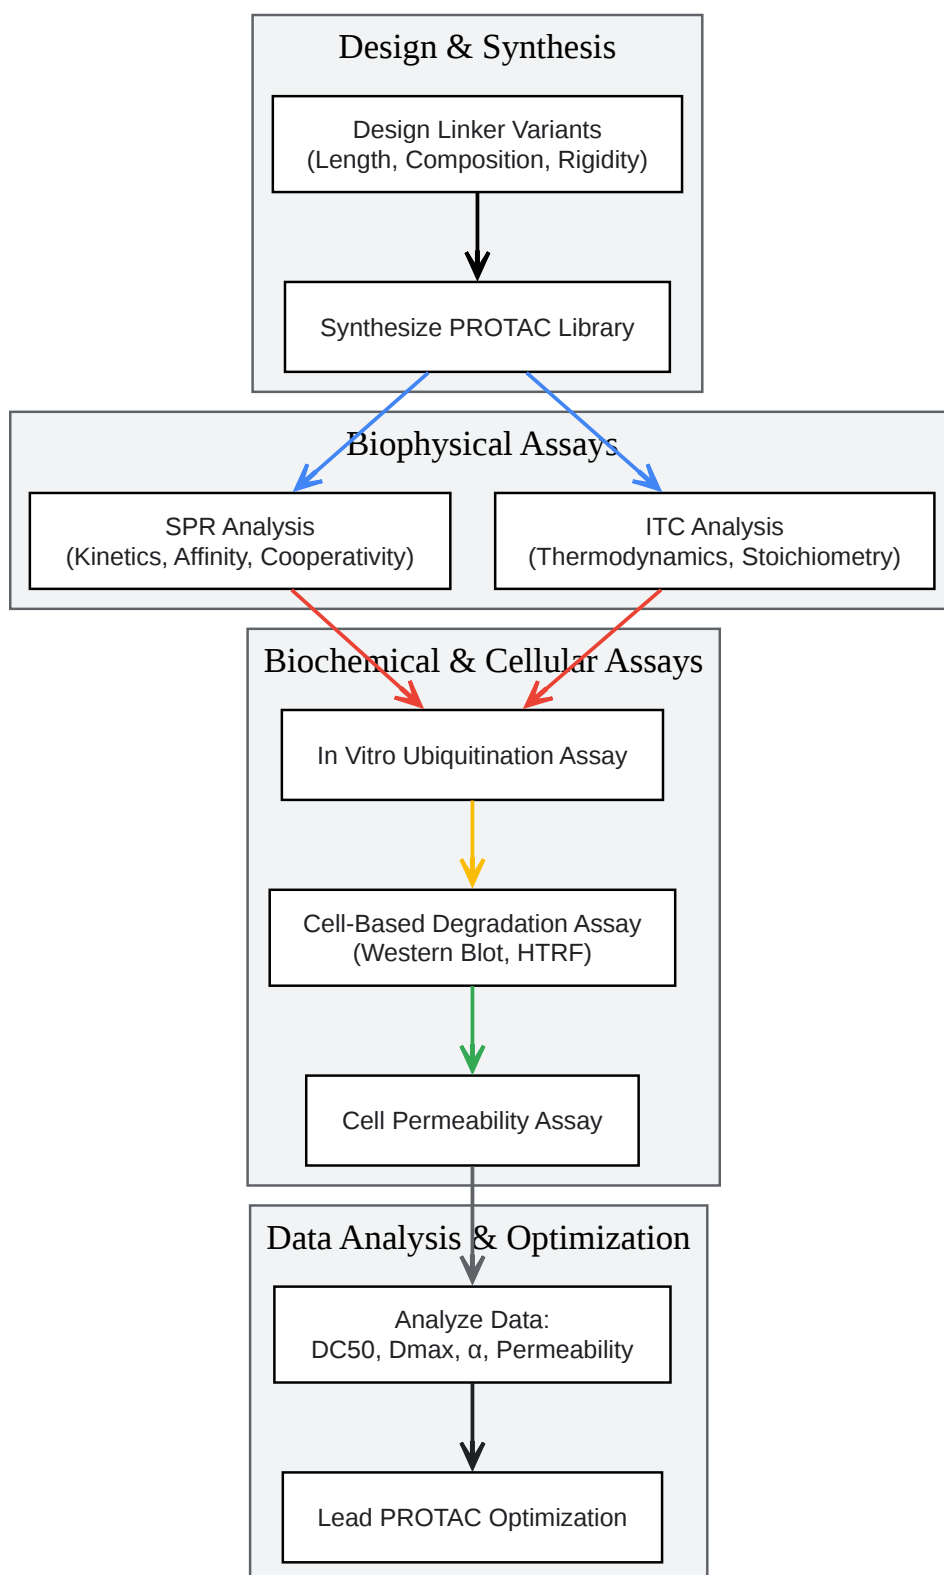 Design & Synthesis
Design Linker Variants
(Length, Composition, Rigidity)
Synthesize PROTAC Library
Biophysical Assays
SPR Analysis
(Kinetics, Affinity, Cooperativity)
ITC Analysis
(Thermodynamics, Stoichiometry)
Biochemical & Cellular Assays
In Vitro Ubiquitination Assay
Cell-Based Degradation Assay
(Western Blot, HTRF)
Cell Permeability Assay
Data Analysis & Optimization
Analyze Data:
DC50, Dmax, α, Permeability
Lead PROTAC Optimization